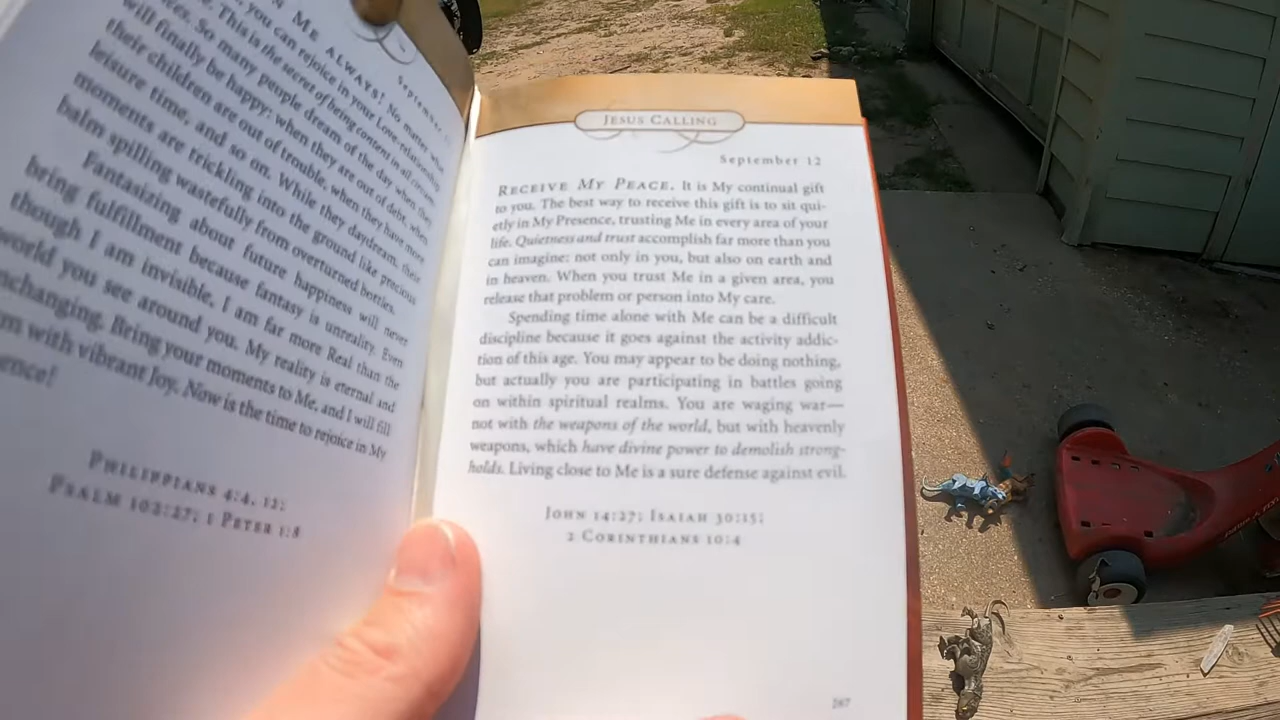 N ME ALWAYS! No matter what
you can rejoice in your Love-relationship
This is the secret of being content in all
So many people dream of the day when they
will finally be happy: when they are out of debt, when
their children are out of trouble, when they have more
leisure time, and so on. While they daydream, their
moments are trickling into the ground like precious
balm spilling wastefully from overturned bottles.
Fantasizing about future happiness will never
bring fulfillment because fantasy is unreality. Even
though I am invisible, I am far more Real than the
world you see around you. My reality is eternal and
nchanging. Bring your moments to Me, and I will fill
m with vibrant Joy. Now is the time to rejoice in My
ence!
PHILIPPIANS 4:4, 12;
PSALM 102:27; 1 PETER 1:8
JESUS CALLING
September 12
RECEIVE MY PEACE. It is My continual gift
to you. The best way to receive this gift is to sit qui-
etly in My Presence, trusting Me in every area of your
life. Quietness and trust accomplish far more than you
can imagine: not only in you, but also on earth and
in heaven. When you trust Me in a given area, you
release that problem or person into My care.
Spending time alone with Me can be a difficult
discipline because it goes against the activity addic-
tion of this age. You may appear to be doing nothing,
but actually you are participating in battles going
on within spiritual realms. You are waging war—
not with the weapons of the world, but with heavenly
weapons, which have divine power to demolish strong-
holds. Living close to Me is a sure defense against evil.
JOHN 14:27; ISAIAH 30:15;
2 CORINTHIANS 10:4
267